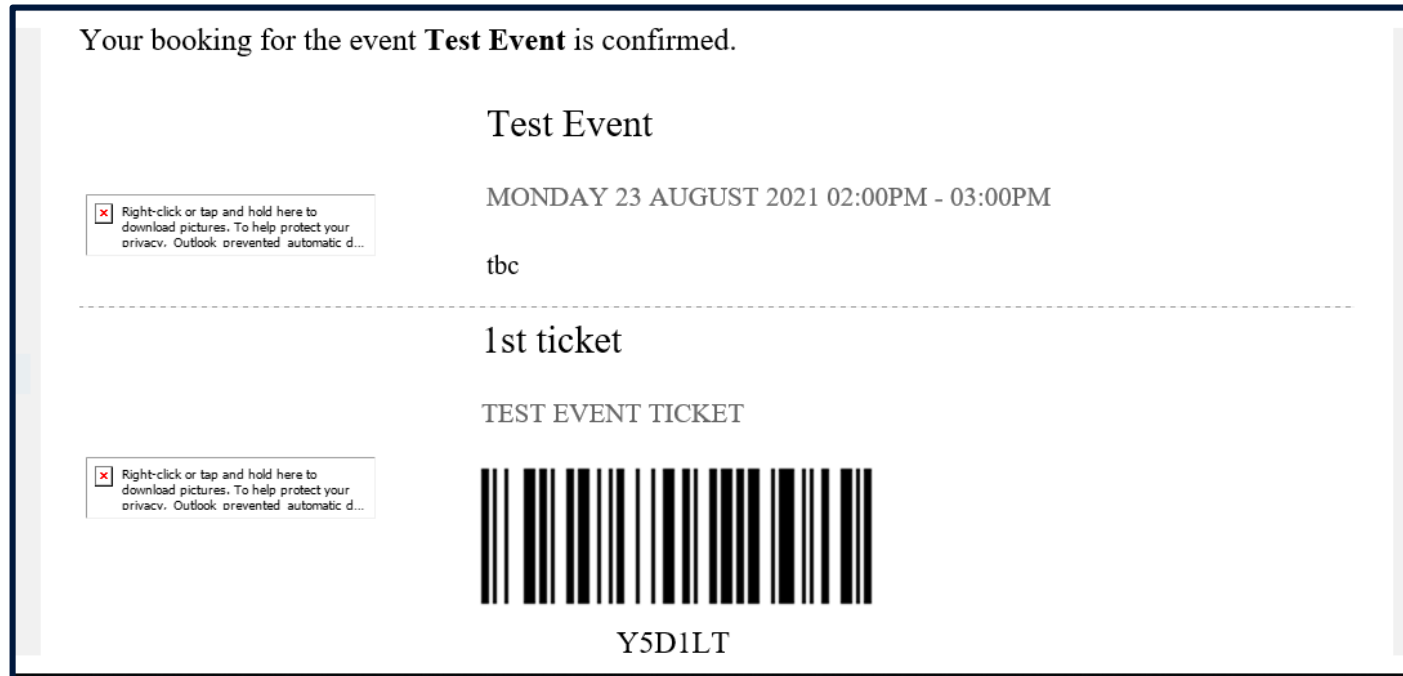 Your booking for the event Test Event is confirmed.
Test Event
MONDAY 23 AUGUST 2021 02:00PM - 03:00PM
Right-click or tap and hold here to
download pictures. To help protect your
privacy, Outlook prevented automatic d...
tbc
1st ticket
TEST EVENT TICKET
Right-click or tap and hold here to
download pictures. To help protect your
privacy, Outlook prevented automatic d...
Y5D1LT